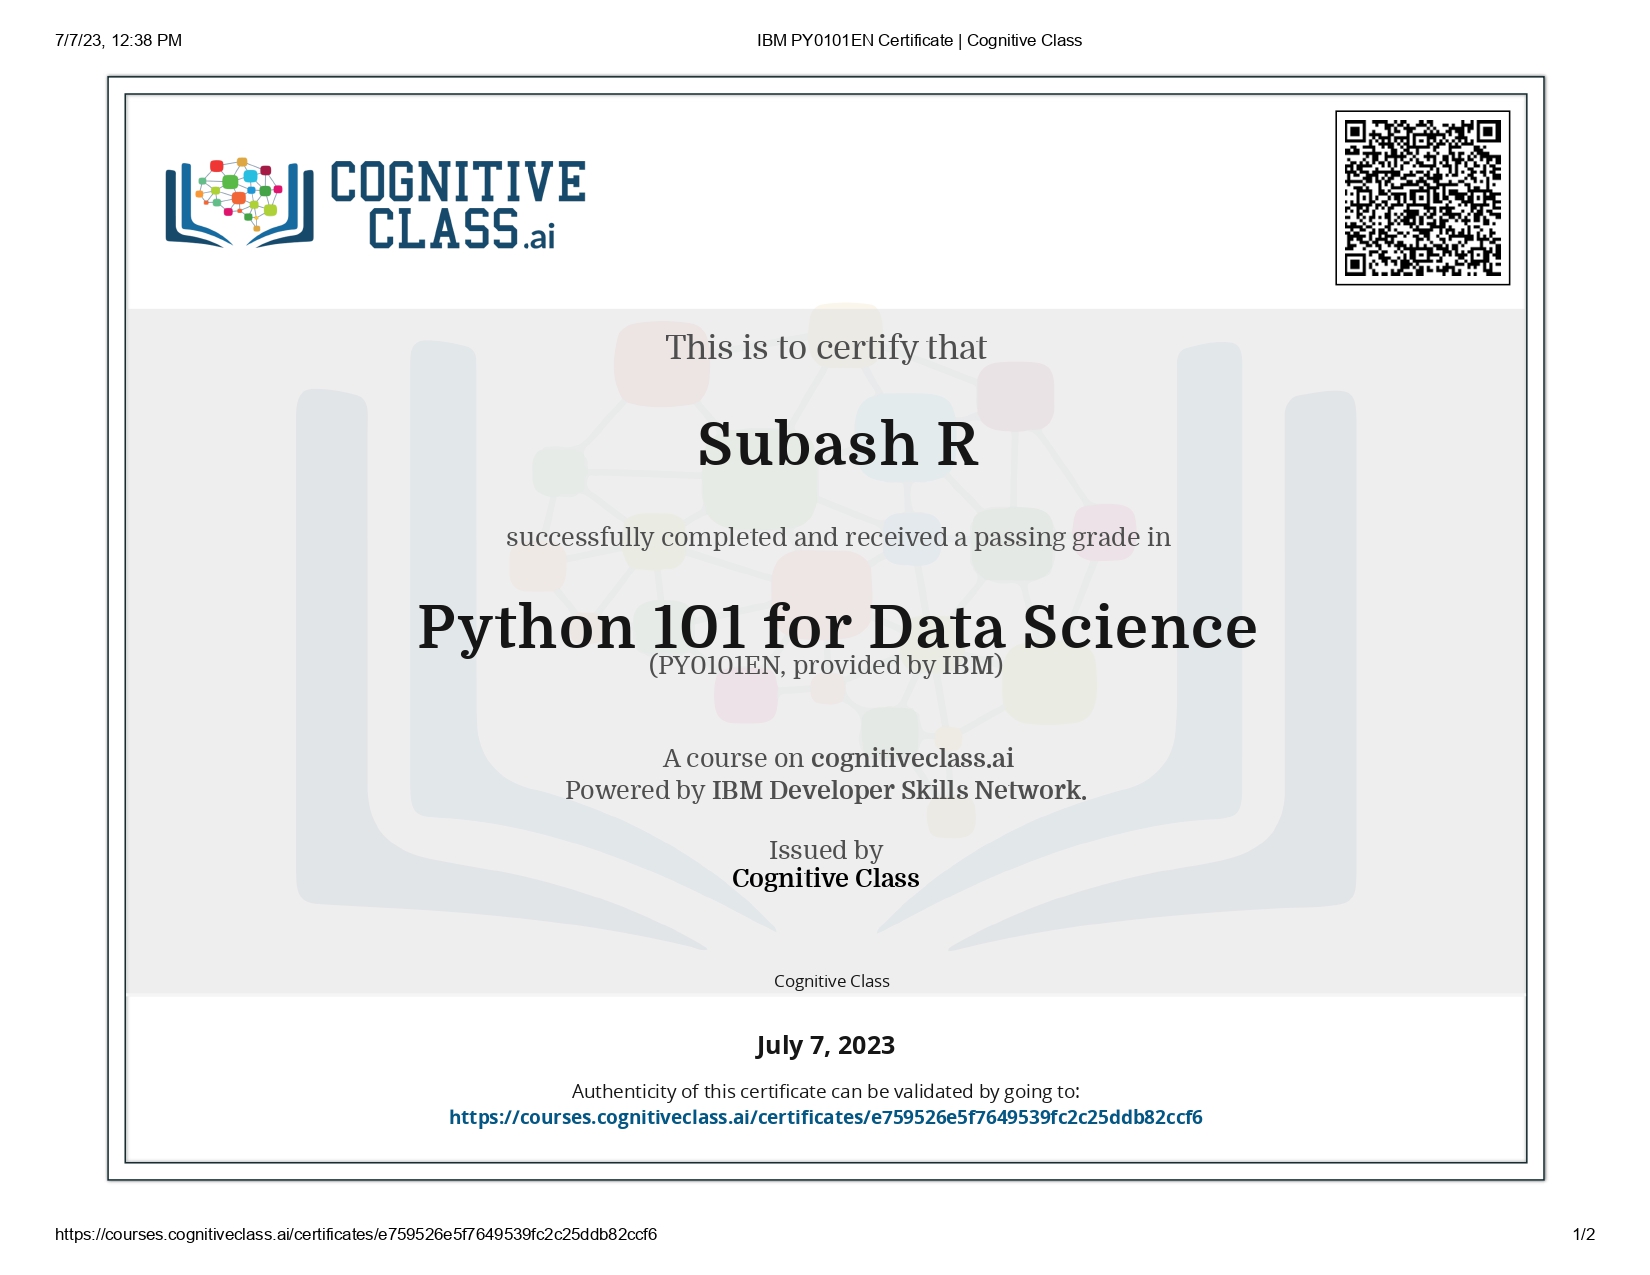 7/7/23, 12:38 PM
IBM PY0101EN Certificate | Cognitive Class
COGNITIVE
CLASS.ai
This is to certify that
Subash R
successfully completed and received a passing grade in
Python 101 for Data Science
(PY0101EN, provided by IBM)
A course on cognitiveclass.ai
Powered by IBM Developer Skills Network.
Issued by
Cognitive Class
Cognitive Class
July 7, 2023
Authenticity of this certificate can be validated by going to:
https://courses.cognitiveclass.ai/certificates/e759526e5f7649539fc2c25ddb82ccf6
https://courses.cognitiveclass.ai/certificates/e759526e5f7649539fc2c25ddb82ccf6
1/2